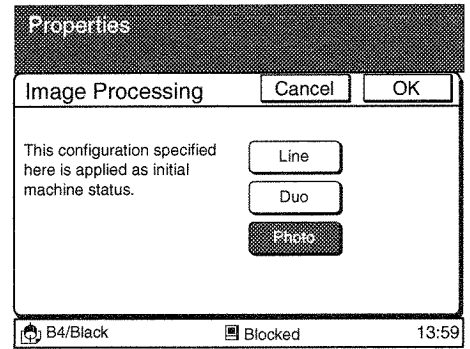 Properties
Image Processing
Cancel
OK
This configuration specified
here is applied as initial
machine status.
Line
Duo
Photo
B4/Black
Blocked
13:59